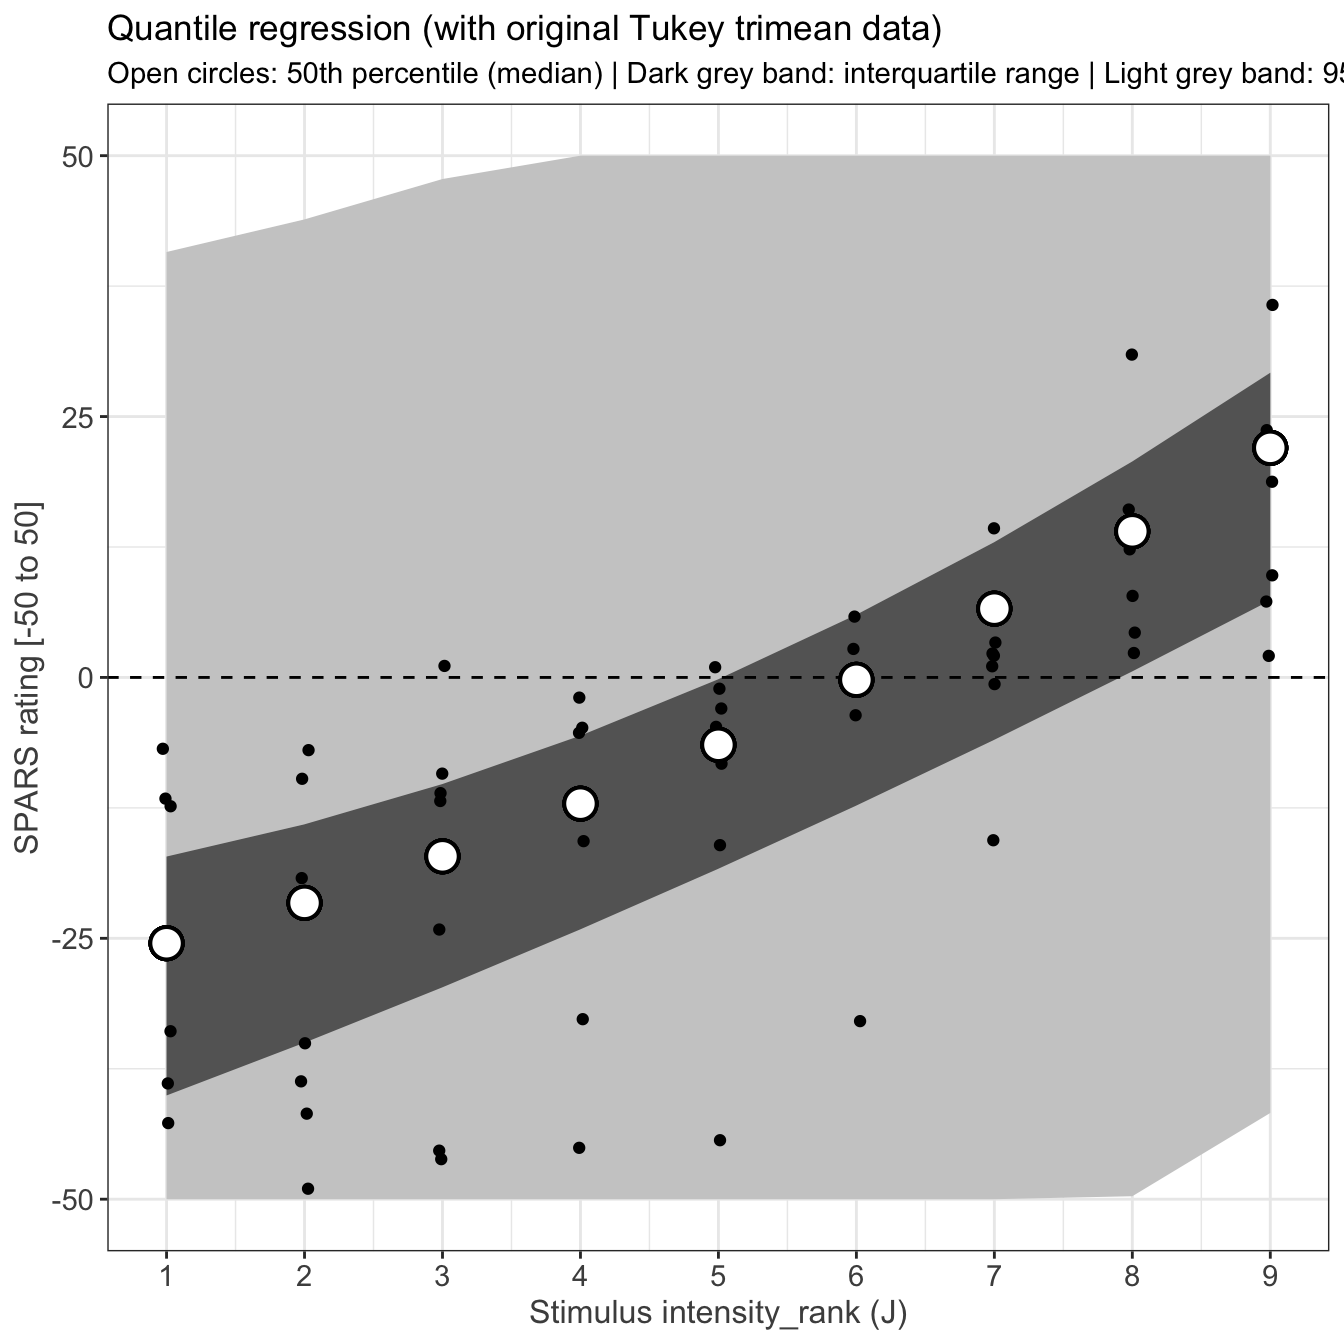 Quantile regression (with original Tukey trimean data)
Open circles: 50th percentile (median) | Dark grey band: interquartile range | Light grey band: 95
50
25
0
-25
-50
SPARS rating [-50 to 50]
1 2 3 4 5 6 7 8 9
Stimulus intensity_rank (J)